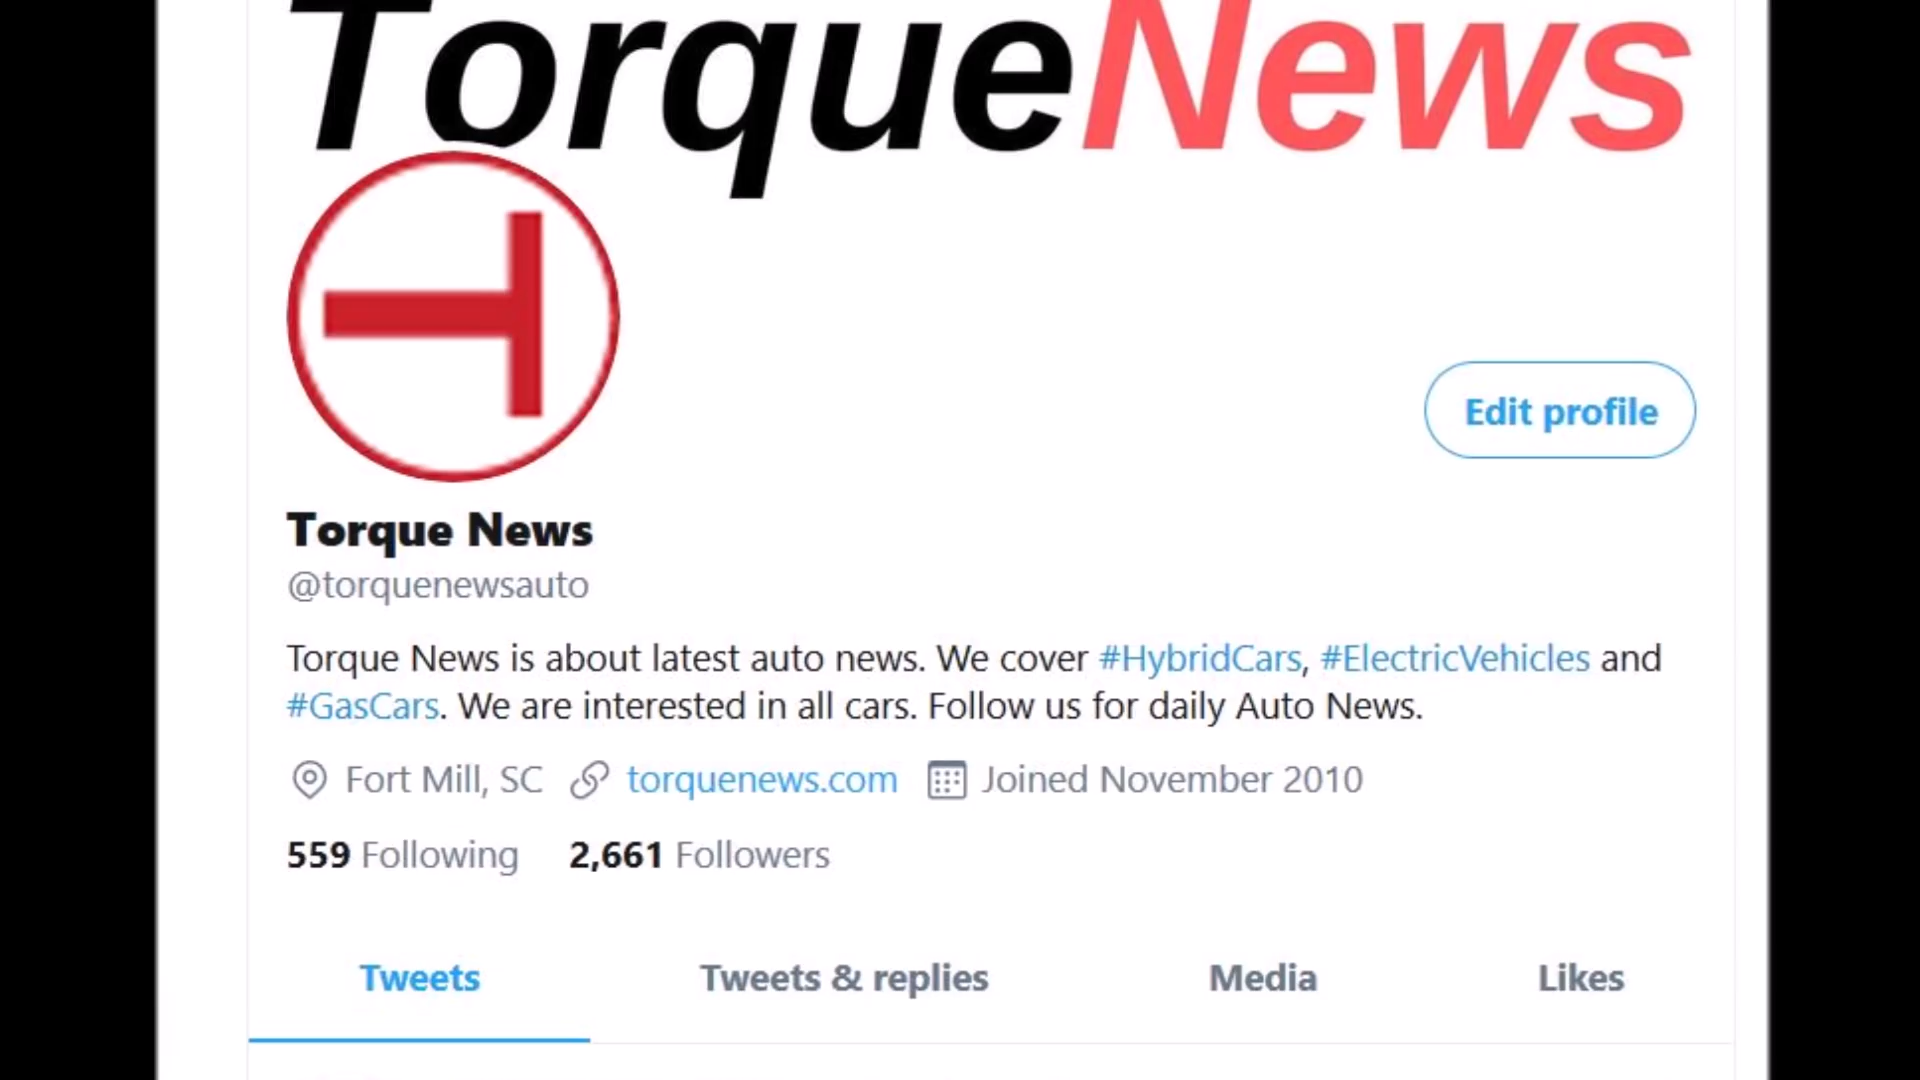 TorqueNews
T
Edit profile
Torque News
@torquenewsauto
Torque News is about latest auto news. We cover #HybridCars, #ElectricVehicles and
#GasCars. We are interested in all cars. Follow us for daily Auto News.
Fort Mill, SC torquenews.com Joined November 2010
559 Following 2,661 Followers
Tweets Tweets & replies Media Likes